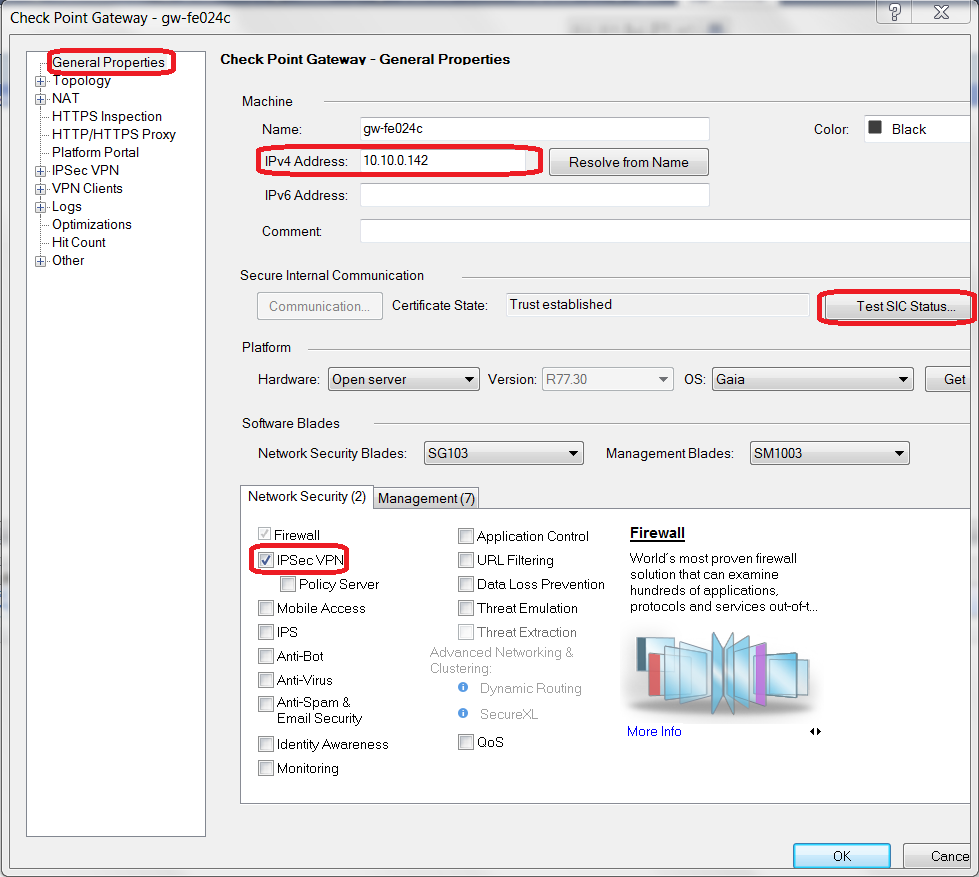 Check Point Gateway - gw-fe024c
General Properties
Topology
NAT
HTTPS Inspection
HTTP/HTTPS Proxy
Platform Portal
IPSec VPN
VPN Clients
Logs
Optimizations
Hit Count
Other
Check Point Gateway - General Properties
Machine
Name: gw-fe024c Color: Black
IPv4 Address: 10.10.0.142 Resolve from Name
IPv6 Address:
Comment:
Secure Internal Communication
Communication... Certificate State: Trust established Test SIC Status...
Platform
Hardware: Open server Version: R77.30 OS: Gaia Get
Software Blades
Network Security Blades: SG103 Management Blades: SM1003
Network Security (2) Management (7)
Firewall
IPSec VPN
Policy Server
Mobile Access
IPS
Anti-Bot
Anti-Virus
Anti-Spam &
Email Security
Identity Awareness
Monitoring
Application Control
URL Filtering
Data Loss Prevention
Threat Emulation
Threat Extraction
Advanced Networking &
Clustering:
Dynamic Routing
SecureXL
QoS
Firewall
World's most proven firewall
solution that can examine
hundreds of applications,
protocols and services out-of-t...
More Info
OK Cance